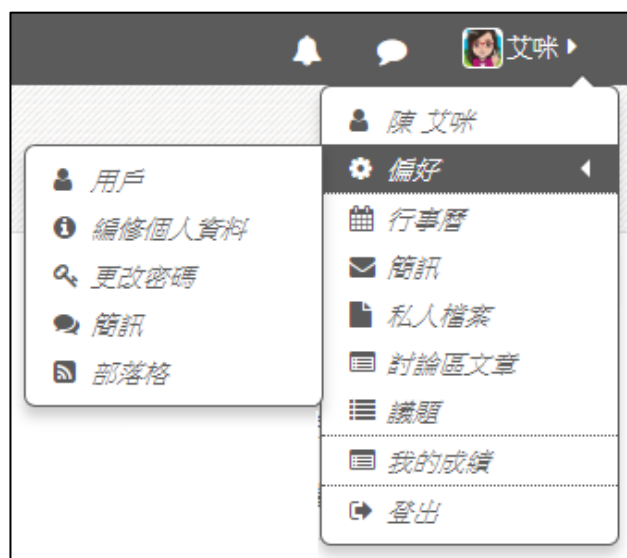 艾咪
陳 艾咪
偏好
行事曆
簡訊
私人檔案
討論區文章
議題
我的成績
登出
用戶
編修個人資料
更改密碼
簡訊
部落格